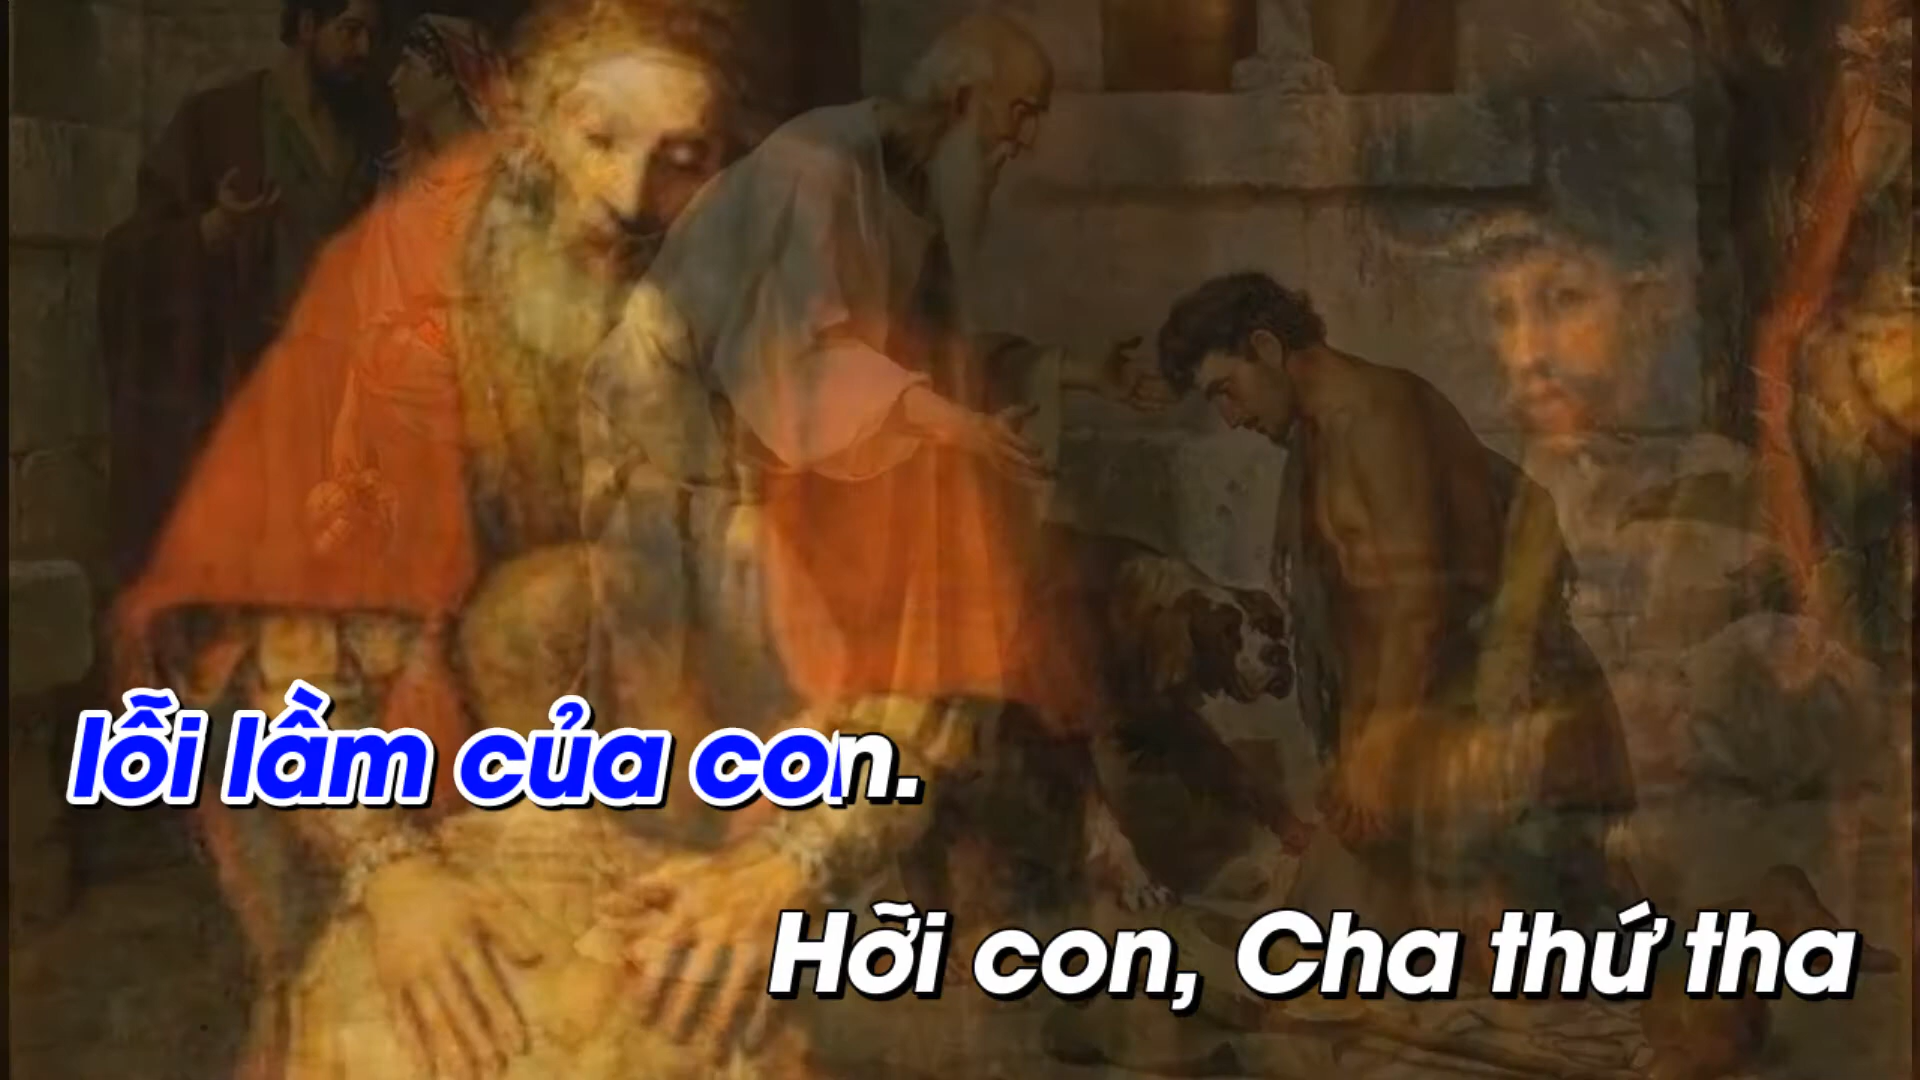 lỗi lầm của con.
Hỡi con, Cha thứ tha